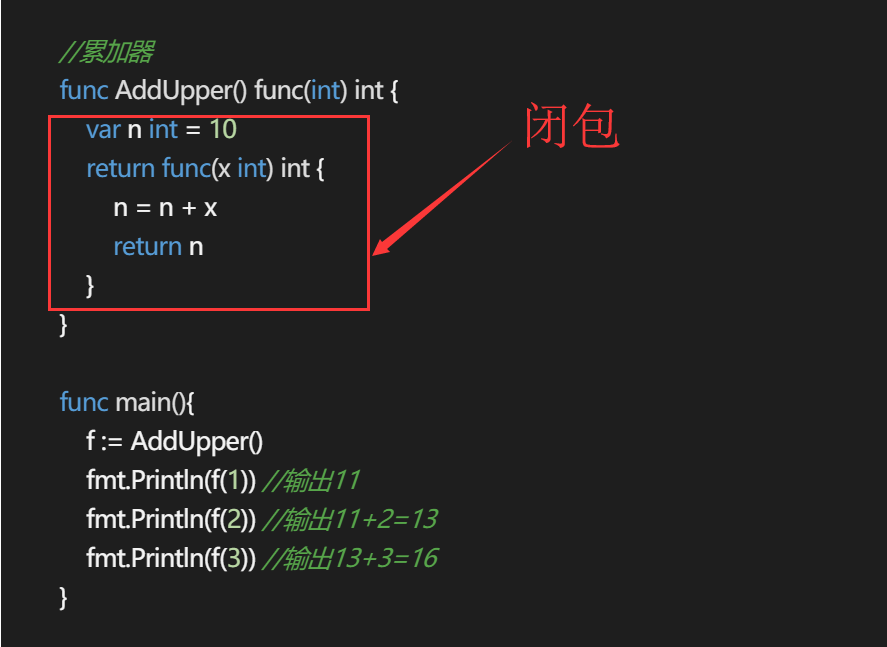 //累加器
func AddUpper() func(int) int {
var n int = 10
闭包
return func(x int) int {
n = n + x
return n
}
}
func main(){
f := AddUpper()
fmt.Println(f(1)) //输出11
fmt.Println(f(2)) //输出11+2=13
fmt.Println(f(3)) //输出13+3=16
}